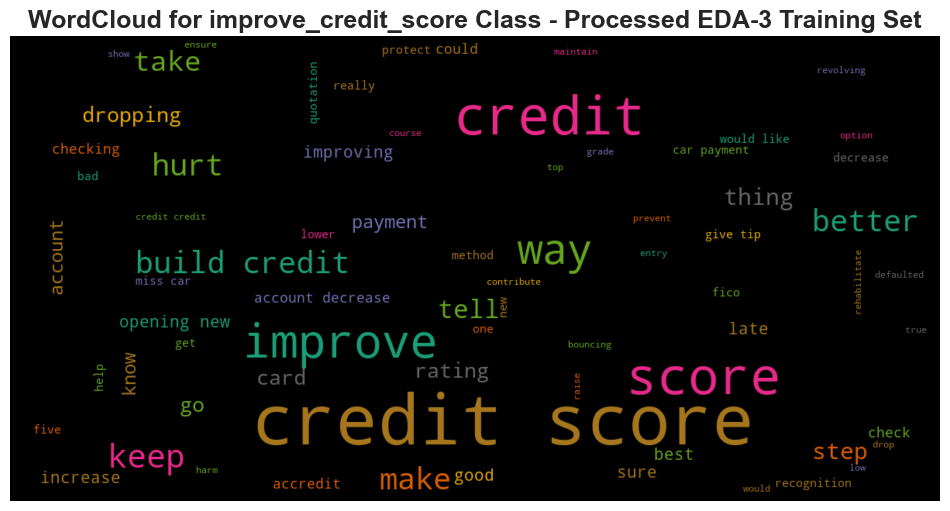 WordCloud for improve_credit_score Class - Processed EDA-3 Training Set
show
ensure
take
protect
could
maintain
quotation
really
revolving
dropping
credit
course
option
checking
hurt
improving
would like
car payment
grade
decrease
bad
top
thing
credit credit
payment
better
prevent
account
lower
way
give tip
build credit
method
entry
rehabilitate
defaulted
miss car
contribute
account decrease
new
fico
tell
opening new
one
late
true
improve
get
bouncing
know
help
card
rating
raise
score
go
credit score
five
check
drop
keep
best
step
harm
increase
accredit
make
good
sure
low
would
recognition